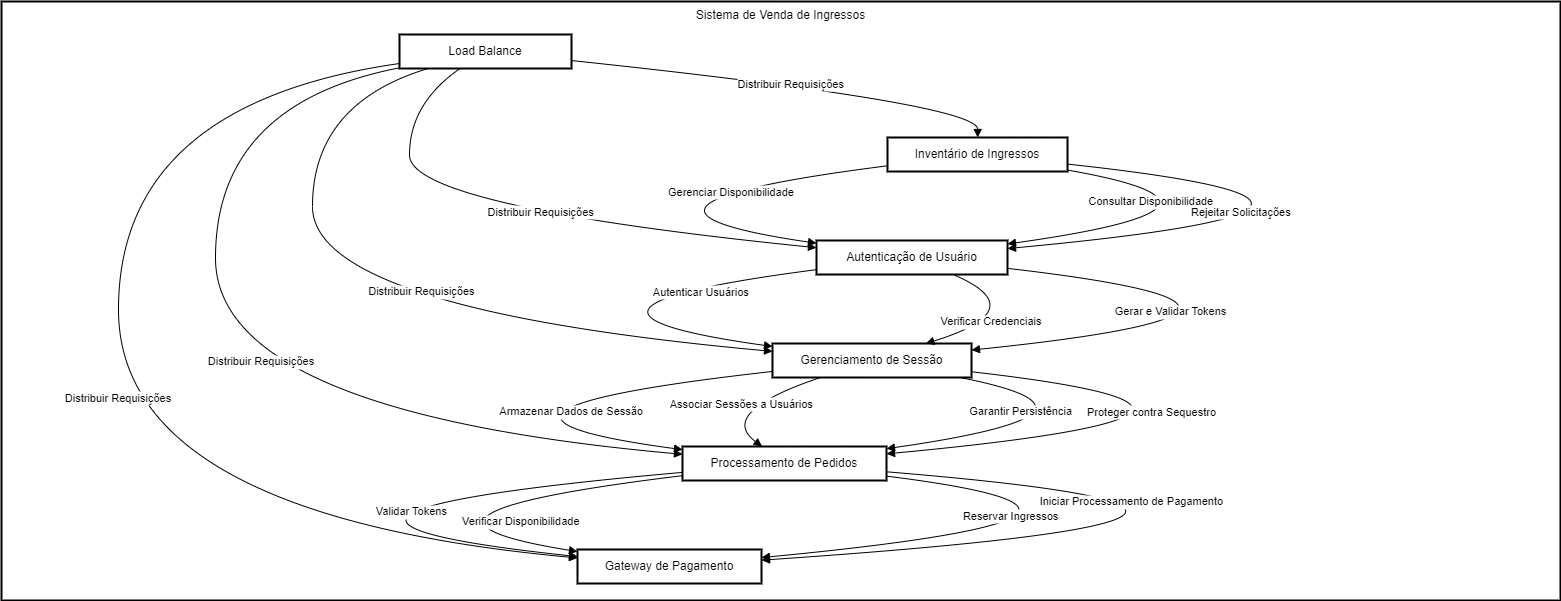 Sistema de Venda de Ingressos
Load Balance
Distribuir Requisições
Inventário de Ingressos
Gerenciar Disponibilidade
Consultar Disponibilidade
Distribuir Requisições
Rejeitar Solicitações
Autenticação de Usuário
Distribuir Requisições
Autenticar Usuários
Verificar Credenciais
Gerar e Validar Tokens
Gerenciamento de Sessão
Distribuir Requisições
Armazenar Dados de Sessão
Associar Sessões a Usuários
Garantir Persistência
Proteger contra Sequestro
Distribuir Requisições
Processamento de Pedidos
Validar Tokens
Verificar Disponibilidade
Reservar Ingressos
Iniciar Processamento de Pagamento
Gateway de Pagamento